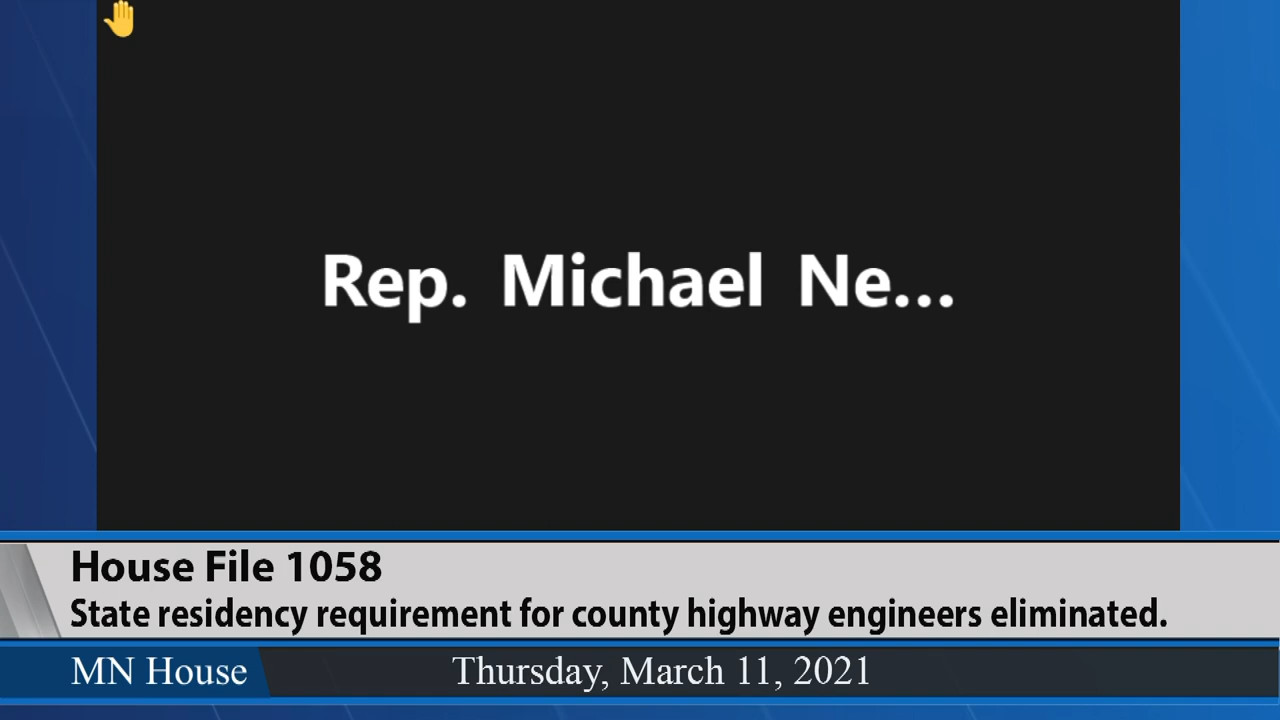 Rep. Michael Ne...
House File 1058
State residency requirement for county highway engineers eliminated.
MN House
Thursday, March 11, 2021